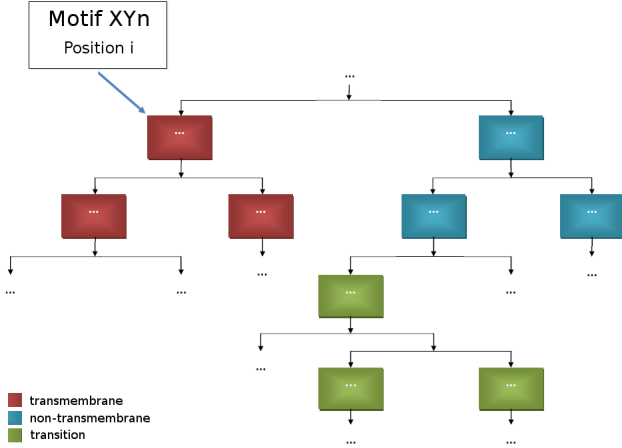 Motif XYn
Position i
...
... ...
... ... ... ...
... ...
... ... ... ...
...
... ...
transmembrane
non-transmembrane
transition
... ...